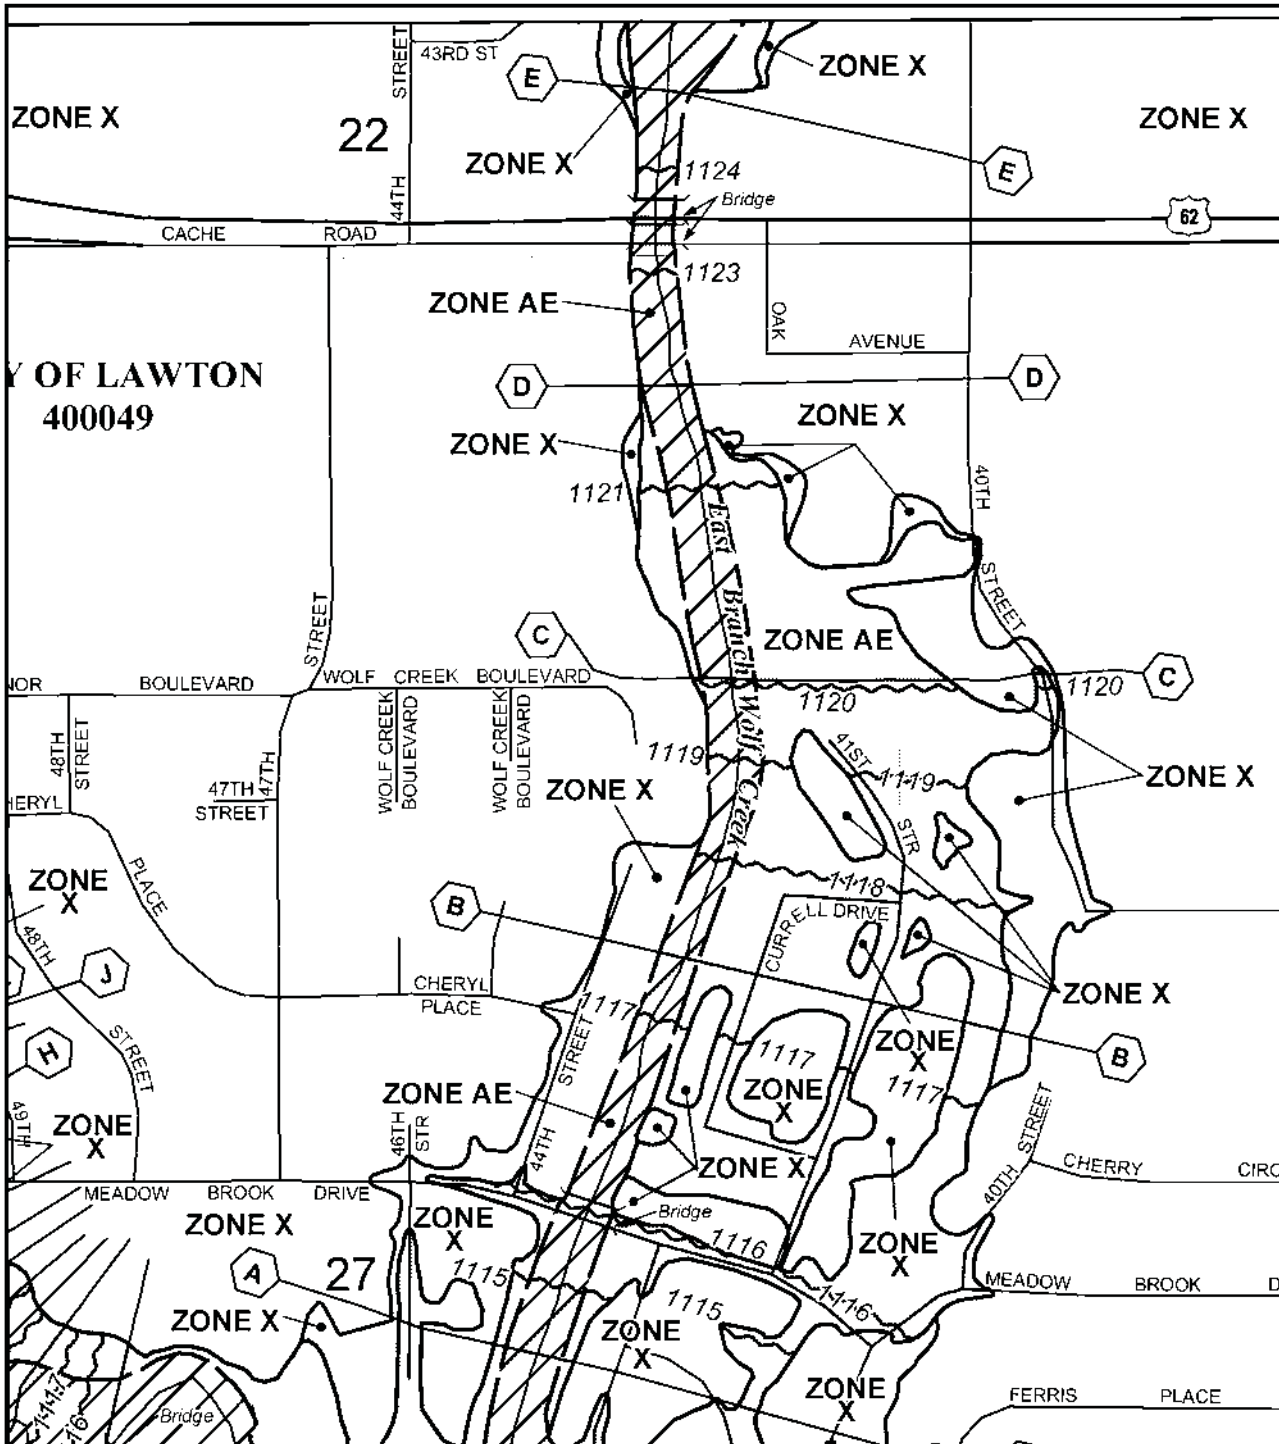 43RD ST
STREET
44TH
ZONE X
ZONE X
ZONE X
ZONE X
22
E
E
1124
Bridge
62
CACHE ROAD
1123
ZONE AE
OAK
AVENUE
Y OF LAWTON
400049
D
D
ZONE X
ZONE X
1121
40TH
STREET
East Branch Wolf Creek
C
C
ZONE AE
STREET
NOR BOULEVARD
WOLF CREEK BOULEVARD
1120
1120
48TH
STREET
WOLF CREEK
BOULEVARD
WOLF CREEK
BOULEVARD
1119
41ST
STR
1119
ZONE X
ZONE X
47TH
47TH
STREET
HERYL
PLACE
ZONE
X
1118
B
CURRELL DRIVE
48TH
STREET
J
CHERYL
PLACE
1117
STREET
44TH
ZONE X
ZONE
X
B
H
1117
ZONE
X
1117
ZONE AE
49TH
ZONE
X
46TH
STR
STREET
40TH
ZONE X
CHERRY CIRC
MEADOW BROOK DRIVE
ZONE X
ZONE
X
Bridge
1116
ZONE
X
A
27
1115
1115
1116
MEADOW BROOK D
ZONE X
ZONE
X
ZONE
X
FERRIS PLACE
1117
Bridge